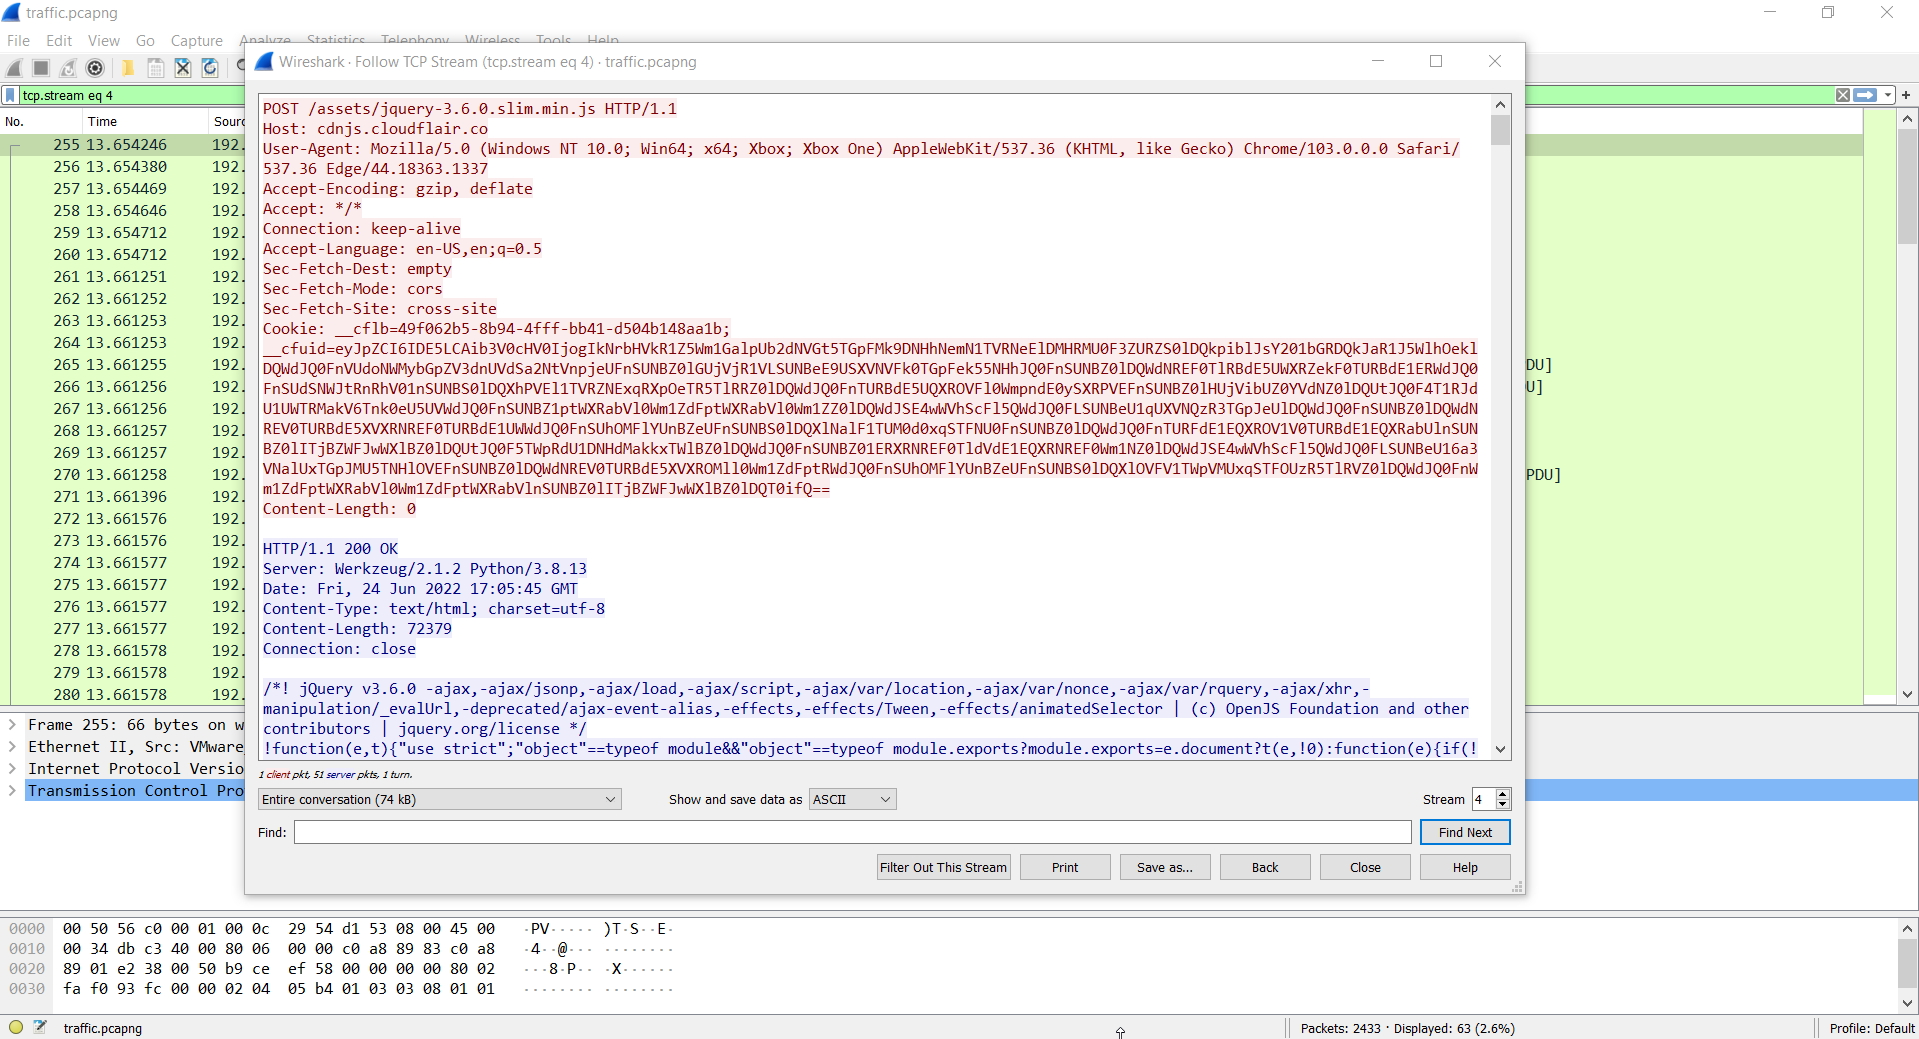 traffic.pcapng
File Edit View Go Capture Analyze Statistics Telephony Wireless Tools Help
Wireshark · Follow TCP Stream (tcp.stream eq 4) · traffic.pcapng
tcp.stream eq 4
No. Time Sourc
255 13.654246 192.
256 13.654380 192.
257 13.654469 192.
258 13.654646 192.
259 13.654712 192.
260 13.654712 192.
261 13.661251 192.
262 13.661252 192.
263 13.661253 192.
264 13.661253 192.
265 13.661255 192. PDU]
266 13.661256 192. U]
267 13.661256 192.
268 13.661257 192.
269 13.661257 192.
270 13.661258 192. PDU]
271 13.661396 192.
272 13.661576 192.
273 13.661576 192.
274 13.661577 192.
275 13.661577 192.
276 13.661577 192.
277 13.661577 192.
278 13.661578 192.
279 13.661578 192.
280 13.661578 192.
POST /assets/jquery-3.6.0.slim.min.js HTTP/1.1
Host: cdnjs.cloudflair.co
User-Agent: Mozilla/5.0 (Windows NT 10.0; Win64; x64; Xbox; Xbox One) AppleWebKit/537.36 (KHTML, like Gecko) Chrome/103.0.0.0 Safari/
537.36 Edge/44.18363.1337
Accept-Encoding: gzip, deflate
Accept: */*
Connection: keep-alive
Accept-Language: en-US,en;q=0.5
Sec-Fetch-Dest: empty
Sec-Fetch-Mode: cors
Sec-Fetch-Site: cross-site
Cookie: __cflb=49f062b5-8b94-4fff-bb41-d504b148aa1b;
Content-Length: 0
HTTP/1.1 200 OK
Server: Werkzeug/2.1.2 Python/3.8.13
Date: Fri, 24 Jun 2022 17:05:45 GMT
Content-Type: text/html; charset=utf-8
Content-Length: 72379
Connection: close
/*! jQuery v3.6.0 -ajax,-ajax/jsonp,-ajax/load,-ajax/script,-ajax/var/location,-ajax/var/nonce,-ajax/var/rquery,-ajax/xhr,-
manipulation/_evalUrl,-deprecated/ajax-event-alias,-effects,-effects/Tween,-effects/animatedSelector | (c) OpenJS Foundation and other
contributors | jquery.org/license */
!function(e,t){"use strict";"object"==typeof module&&"object"==typeof module.exports?module.exports=e.document?t(e,!0):function(e){if(!
1 client pkt, 51 server pkts, 1 turn.
Entire conversation (74 kB) Show and save data as ASCII Stream 4
Find: Find Next
Filter Out This Stream Print Save as... Back Close Help
Frame 255: 66 bytes on w
Ethernet II, Src: VMware
Internet Protocol Versio
Transmission Control Pro
0000 00 50 56 c0 00 01 00 0c 29 54 d1 53 08 00 45 00 ·PV····· )T·S··E·
0010 00 34 db c3 40 00 80 06 00 00 c0 a8 89 83 c0 a8 ·4··@··· ········
0020 89 01 e2 38 00 50 b9 ce ef 58 00 00 00 00 80 02 ···8·P·· ·X······
0030 fa f0 93 fc 00 00 02 04 05 b4 01 03 03 08 01 01 ········ ········
traffic.pcapng Packets: 2433 · Displayed: 63 (2.6%) Profile: Default